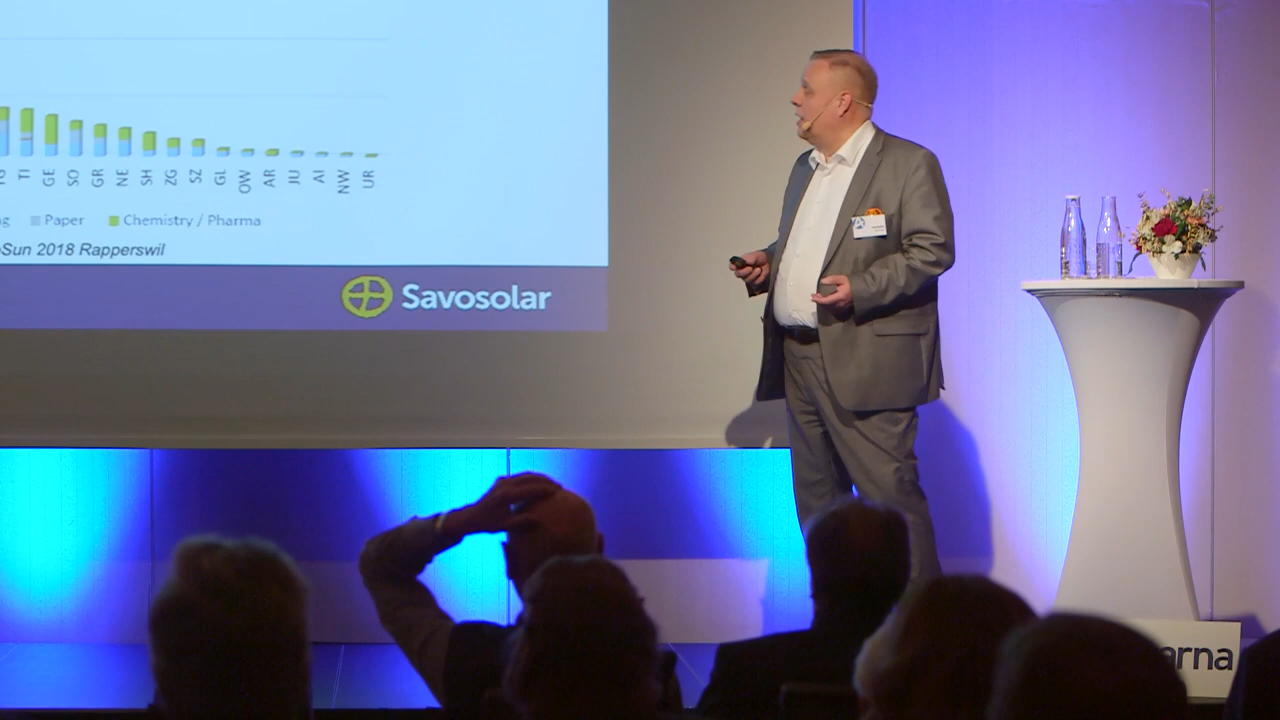 TI GE SO GR NE SH ZG SZ GL OW AR JU AI NW UR
Paper Chemistry / Pharma
Sun 2018 Rapperswil
Savosolar
arna